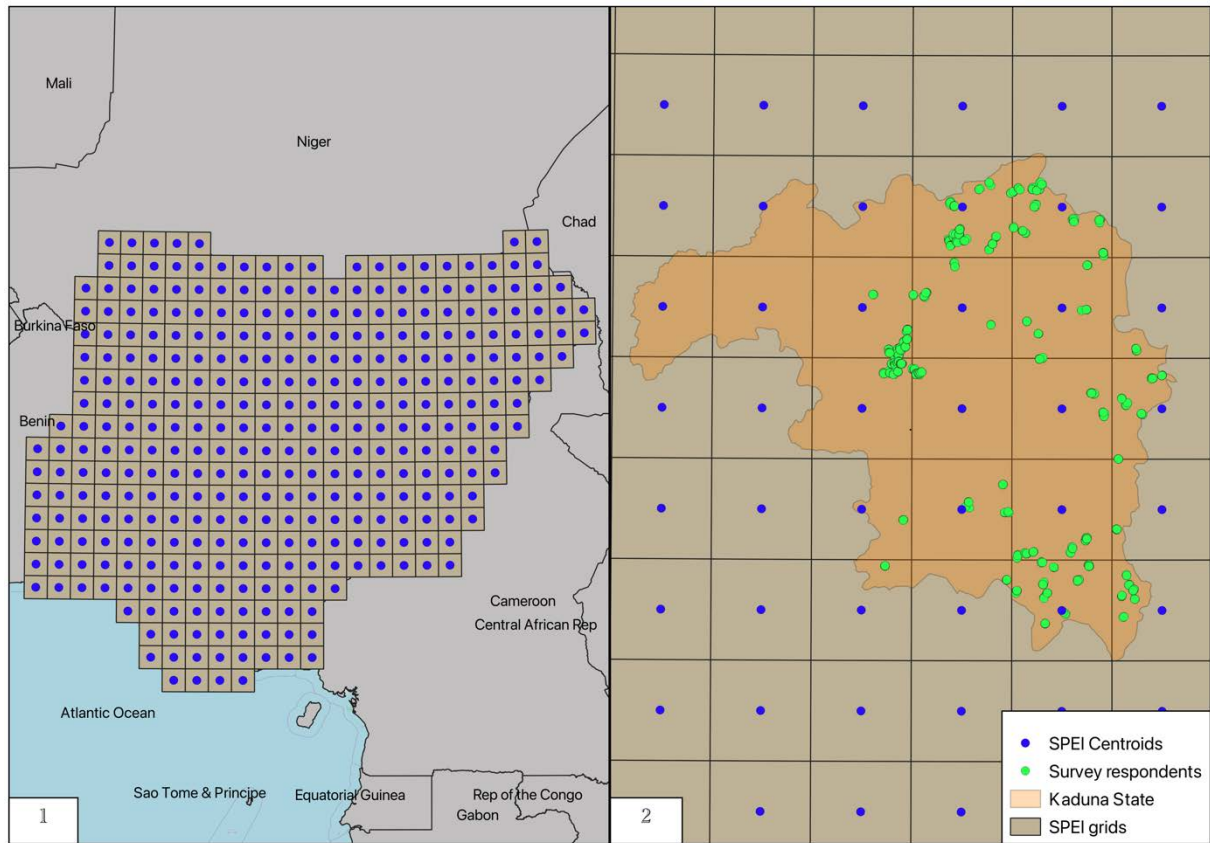 Mali
Niger
Chad
Burkina Faso
Benin
Cameroon
Central African Rep
Atlantic Ocean
Sao Tome & Principe
Equatorial Guinea
Rep of the Congo
Gabon
1
2
SPEI Centroids
Survey respondents
Kaduna State
SPEI grids